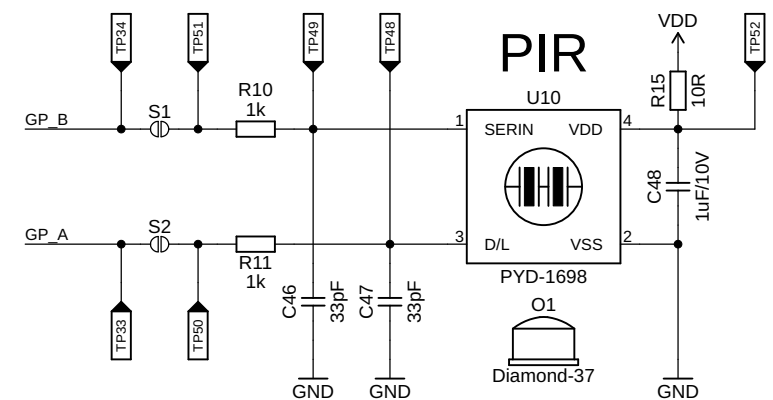 TP34
TP51
TP49
TP48
PIR
VDD
TP52
R15
10R
R10
1k
U10
GP_B
S1
1
SERIN
VDD
4
C48
1uF/10V
GP_A
S2
3
D/L
VSS
2
R11
1k
PYD-1698
C46
33pF
C47
33pF
O1
TP33
TP50
Diamond-37
GND
GND
GND